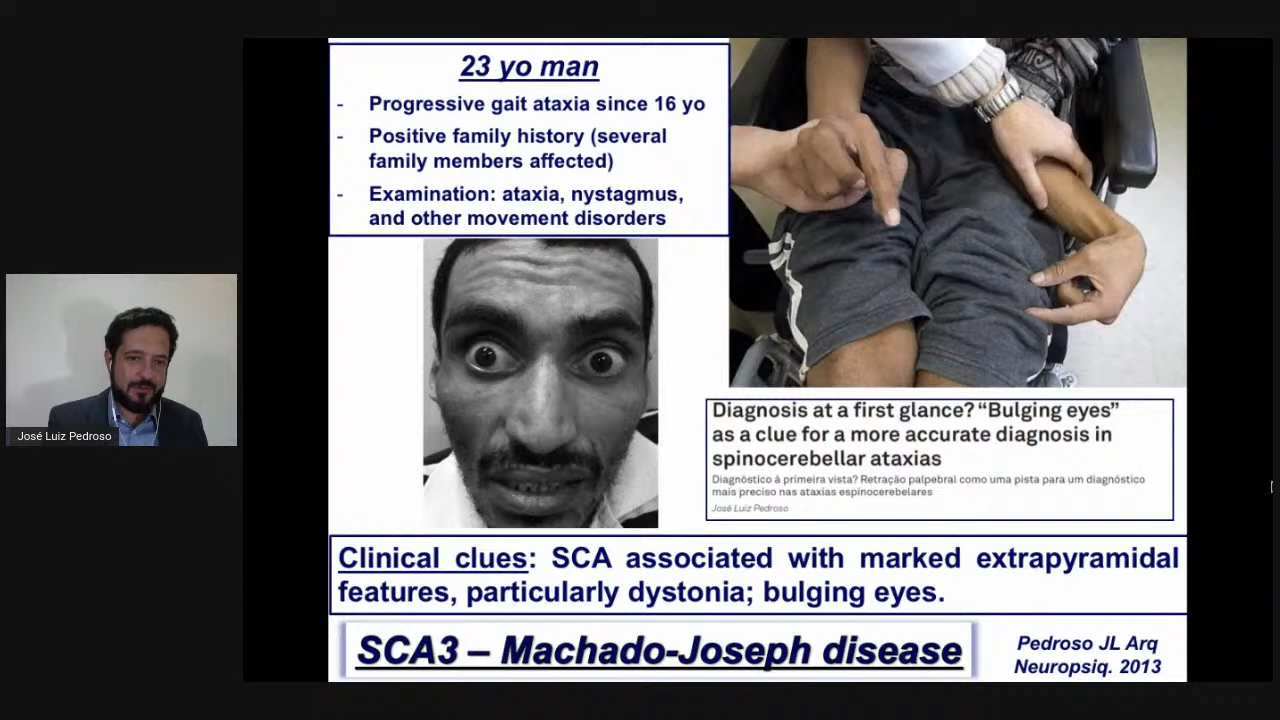 23 yo man
- Progressive gait ataxia since 16 yo
- Positive family history (several
family members affected)
- Examination: ataxia, nystagmus,
and other movement disorders
José Luiz Pedroso
Diagnosis at a first glance? “Bulging eyes”
as a clue for a more accurate diagnosis in
spinocerebellar ataxias
Diagnóstico à primeira vista? Retração palpebral como uma pista para um diagnóstico
mais preciso nas ataxias espinocerebelares
José Luiz Pedroso
Clinical clues: SCA associated with marked extrapyramidal
features, particularly dystonia; bulging eyes.
SCA3 – Machado-Joseph disease
Pedroso JL Arq
Neuropsiq. 2013